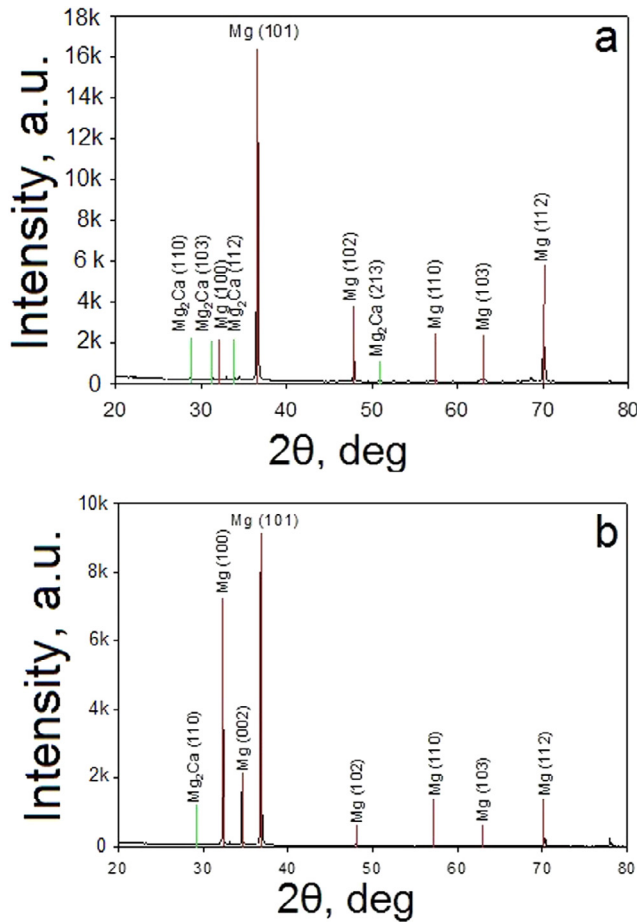 18k
16k
14k
12k
10k
8k
6k
4k
2k
0
Intensity, a.u.
a
Mg (101)
Mg₂Ca (110)
Mg₂Ca (103)
Mg (100)
Mg₂Ca (112)
Mg (102)
Mg₂Ca (213)
Mg (110)
Mg (103)
Mg (112)
20 30 40 50 60 70 80
2θ, deg
10k
8k
6k
4k
2k
0
Intensity, a.u.
b
Mg₂Ca (110)
Mg (100)
Mg (002)
Mg (101)
Mg (102)
Mg (110)
Mg (103)
Mg (112)
20 30 40 50 60 70 80
2θ, deg